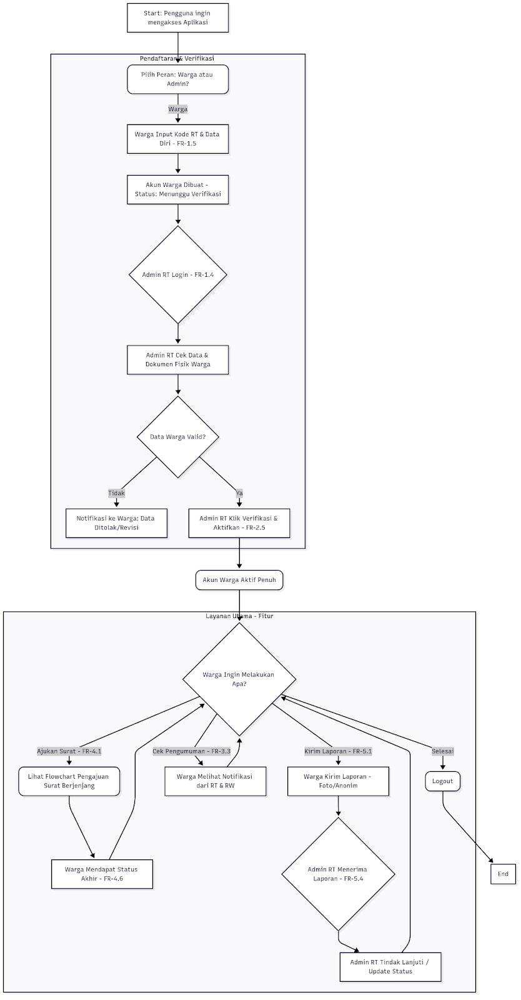 Start: Pengguna ingin
mengakses Aplikasi
Pendaftaran & Verifikasi
Pilih Peran: Warga atau
Admin?
Warga
Warga Input Kode RT & Data
Diri - FR-1.5
Akun Warga Dibuat -
Status: Menunggu Verifikasi
Admin RT Login - FR-1.4
Admin RT Cek Data &
Dokumen Fisik Warga
Data Warga Valid?
Tidak
Ya
Notifikasi ke Warga: Data
Ditolak/Revisi
Admin RT Klik Verifikasi &
Aktifkan - FR-2.5
Akun Warga Aktif Penuh
Layanan Utama - Fitur
Warga Ingin Melakukan
Apa?
Ajukan Surat - FR-4.1
Cek Pengumuman - FR-3.3
Kirim Laporan - FR-5.1
Selesai
Lihat Flowchart Pengajuan
Surat Berjenjang
Warga Melihat Notifikasi
dari RT & RW
Warga Kirim Laporan -
Foto/Anonim
Logout
Warga Mendapat Status
Akhir - FR-4.6
Admin RT Menerima
Laporan - FR-5.4
End
Admin RT Tindak Lanjuti /
Update Status